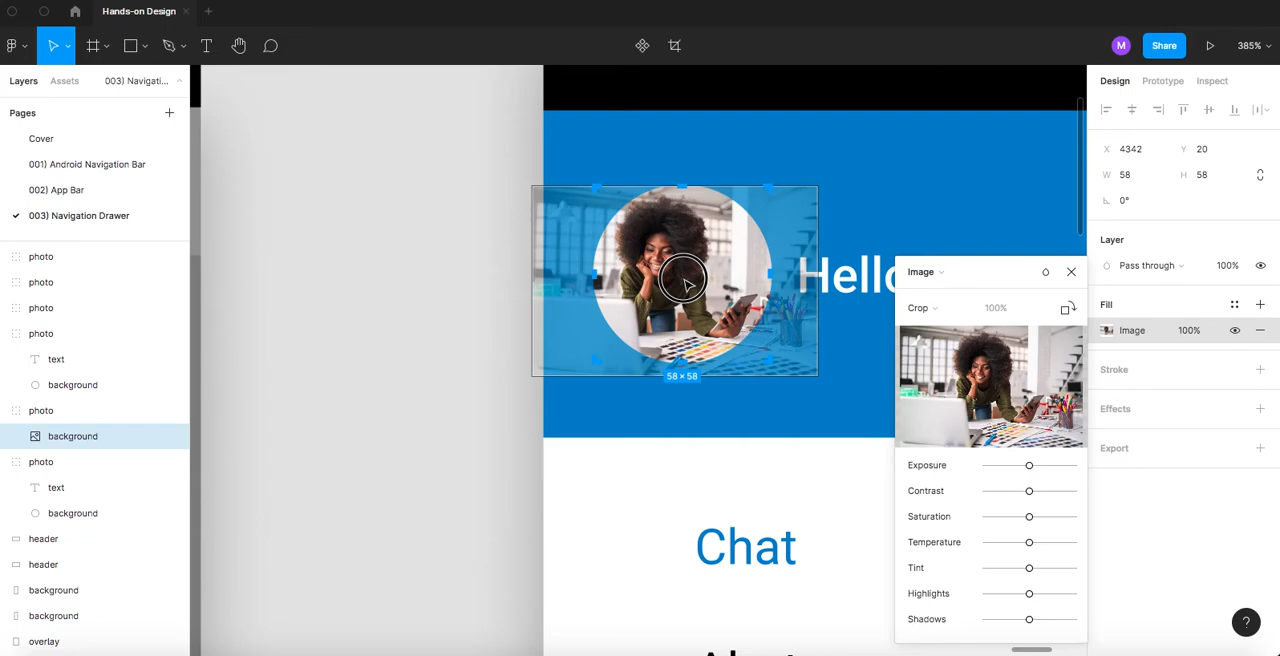 Hands-on Design
Share
385%
Layers
Assets
003) Navigati...
Pages
Cover
001) Android Navigation Bar
002) App Bar
003) Navigation Drawer
photo
photo
photo
photo
text
background
photo
background
photo
text
background
header
header
background
background
overlay
58 × 58
Hello
Chat
Image
Crop
100%
Exposure
Contrast
Saturation
Temperature
Tint
Highlights
Shadows
M
Design
Prototype
Inspect
X 4342
Y 20
W 58
H 58
0°
Layer
Pass through
100%
Fill
Image
100%
Stroke
Effects
Export
?